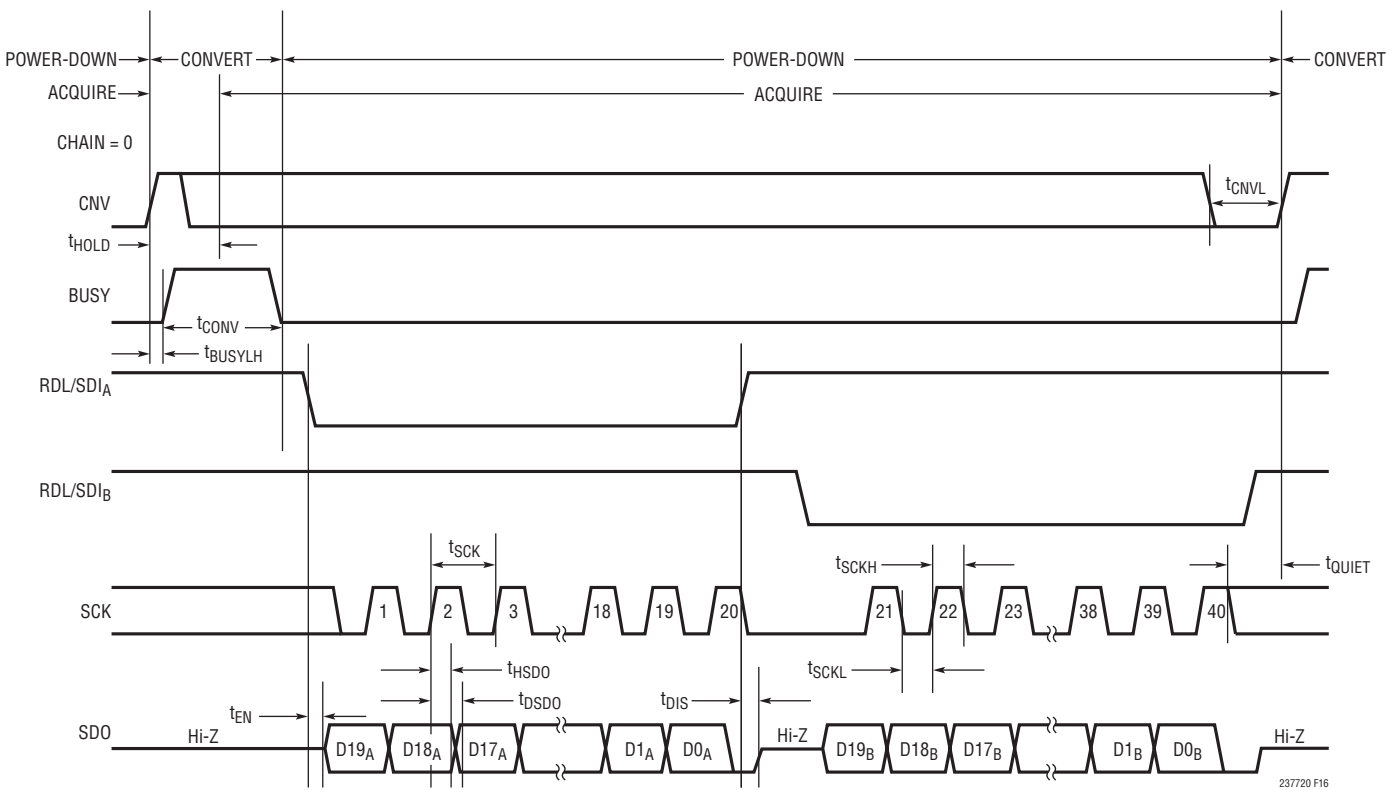 POWER-DOWN CONVERT POWER-DOWN CONVERT
ACQUIRE ACQUIRE
CHAIN = 0
CNV tCNVL
tHOLD
BUSY
tCONV
tBUSYLH
RDL/SDIA
RDL/SDIB
tSCK tSCKH tQUIET
SCK 1 2 3 18 19 20 21 22 23 38 39 40
tHSDO tSCKL
tEN tDSDO tDIS
SDO Hi-Z D19A D18A D17A D1A D0A Hi-Z D19B D18B D17B D1B D0B Hi-Z
237720 F16